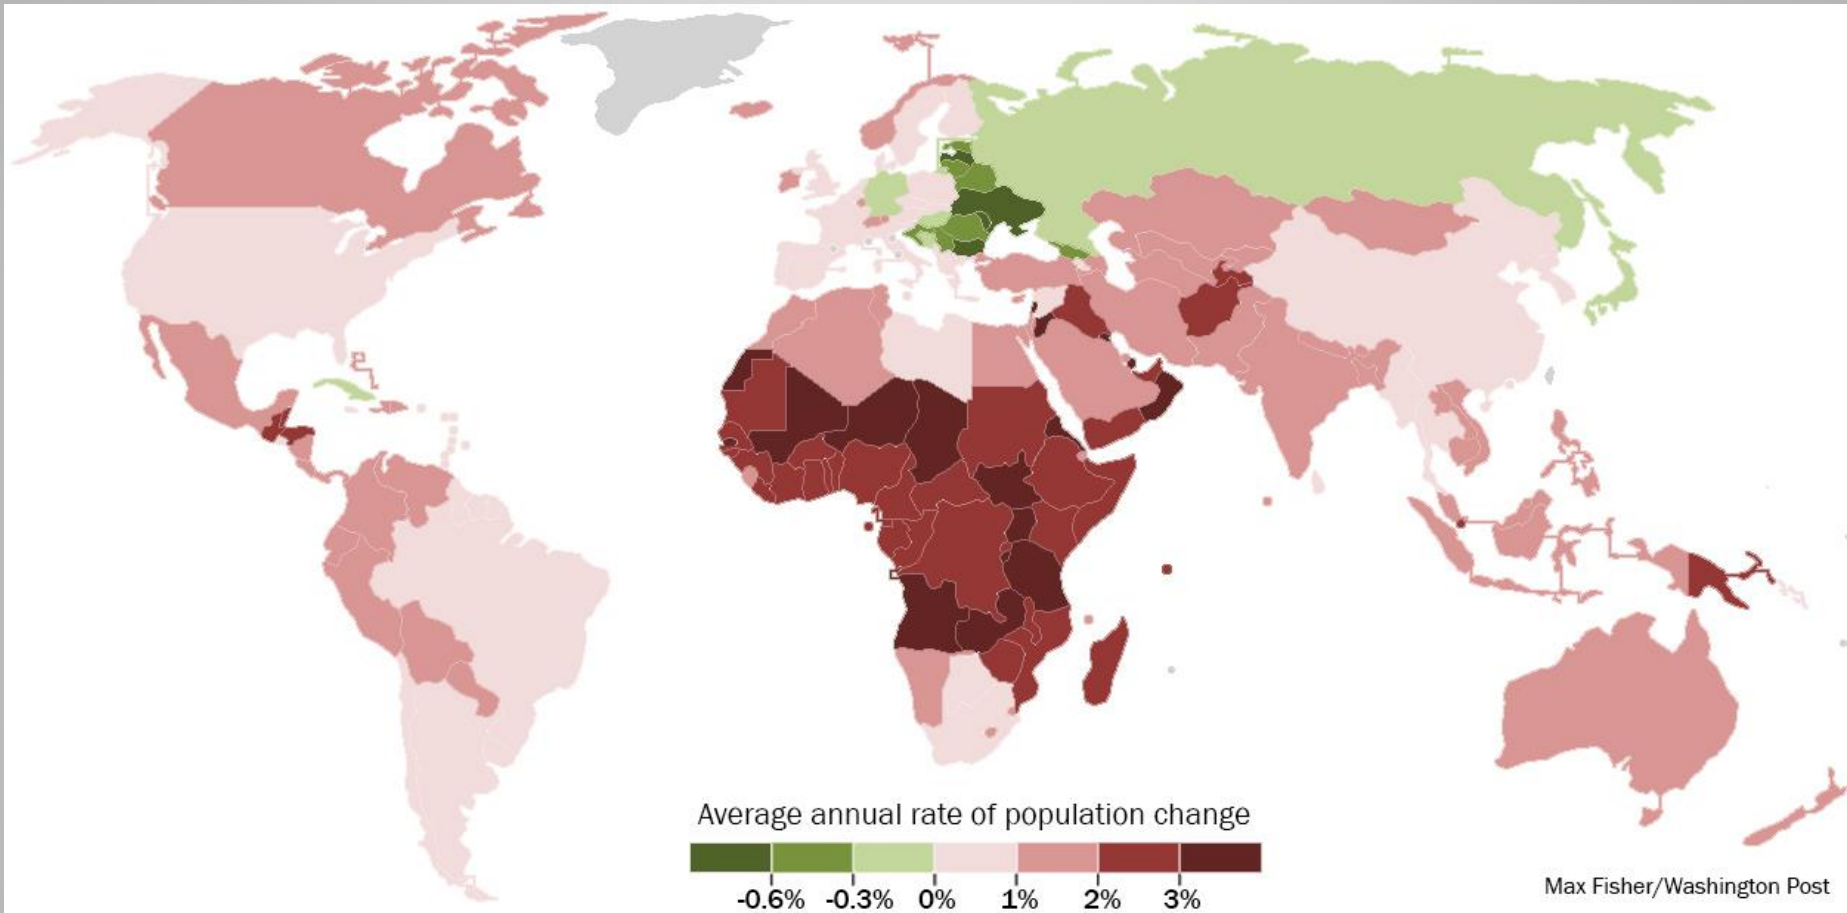 Average annual rate of population change
-0.6% -0.3% 0% 1% 2% 3%
Max Fisher/Washington Post